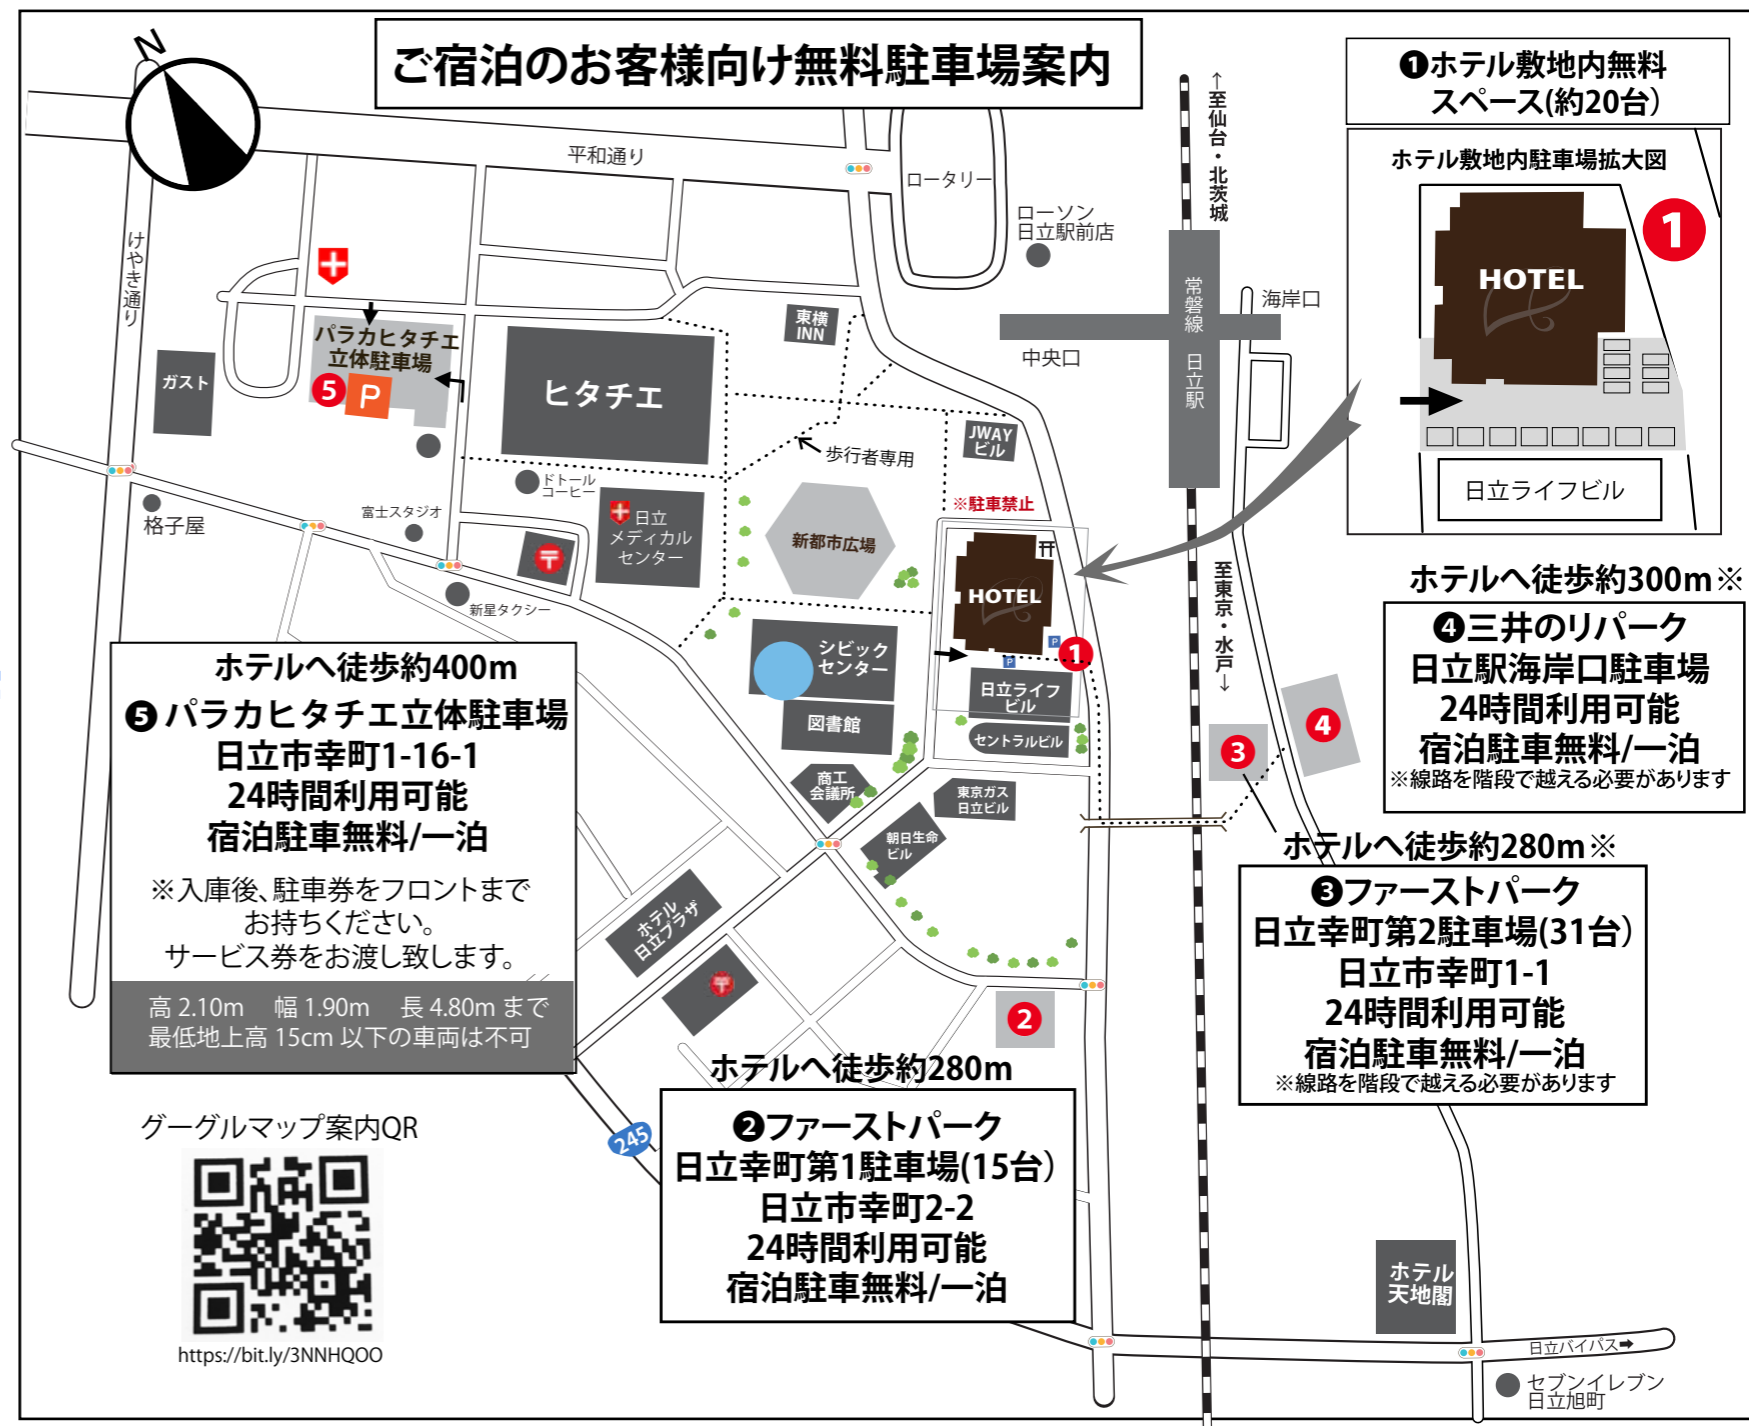 ご宿泊のお客様向け無料駐車場案内
N
平和通り
けやき通り
ロータリー
ローソン
日立駅前店
←至仙台・北茨城
常磐線 日立駅
海岸口
中央口
至東京・水戸→
❶ホテル敷地内無料
スペース(約20台)
ホテル敷地内駐車場拡大図
1
HOTEL
日立ライフビル
パラカヒタチエ
立体駐車場
5
P
ガスト
ヒタチエ
東横
INN
JWAY
ビル
歩行者専用
※駐車禁止
ドトール
コーヒー
格子屋
富士スタジオ
新星タクシー
〒
日立
メディカル
センター
新都市広場
HOTEL
P
P
1
シビック
センター
図書館
日立ライフ
ビル
セントラルビル
商工
会議所
東京ガス
日立ビル
朝日生命
ビル
ホテル
日立プラザ
〒
2
3
4
ホテルへ徒歩約300m※
❹三井のリパーク
日立駅海岸口駐車場
24時間利用可能
宿泊駐車無料/一泊
※線路を階段で越える必要があります
ホテルへ徒歩約280m※
❸ファーストパーク
日立幸町第2駐車場(31台)
日立市幸町1-1
24時間利用可能
宿泊駐車無料/一泊
※線路を階段で越える必要があります
ホテルへ徒歩約400m
❺パラカヒタチエ立体駐車場
日立市幸町1-16-1
24時間利用可能
宿泊駐車無料/一泊
※入庫後、駐車券をフロントまで
お持ちください。
サービス券をお渡し致します。
高 2.10m 幅 1.90m 長 4.80m まで
最低地上高 15cm 以下の車両は不可
ホテルへ徒歩約280m
❷ファーストパーク
日立幸町第1駐車場(15台)
日立市幸町2-2
24時間利用可能
宿泊駐車無料/一泊
245
グーグルマップ案内QR
https://bit.ly/3NNHQOO
ホテル
天地閣
日立バイパス➡
セブンイレブン
日立旭町